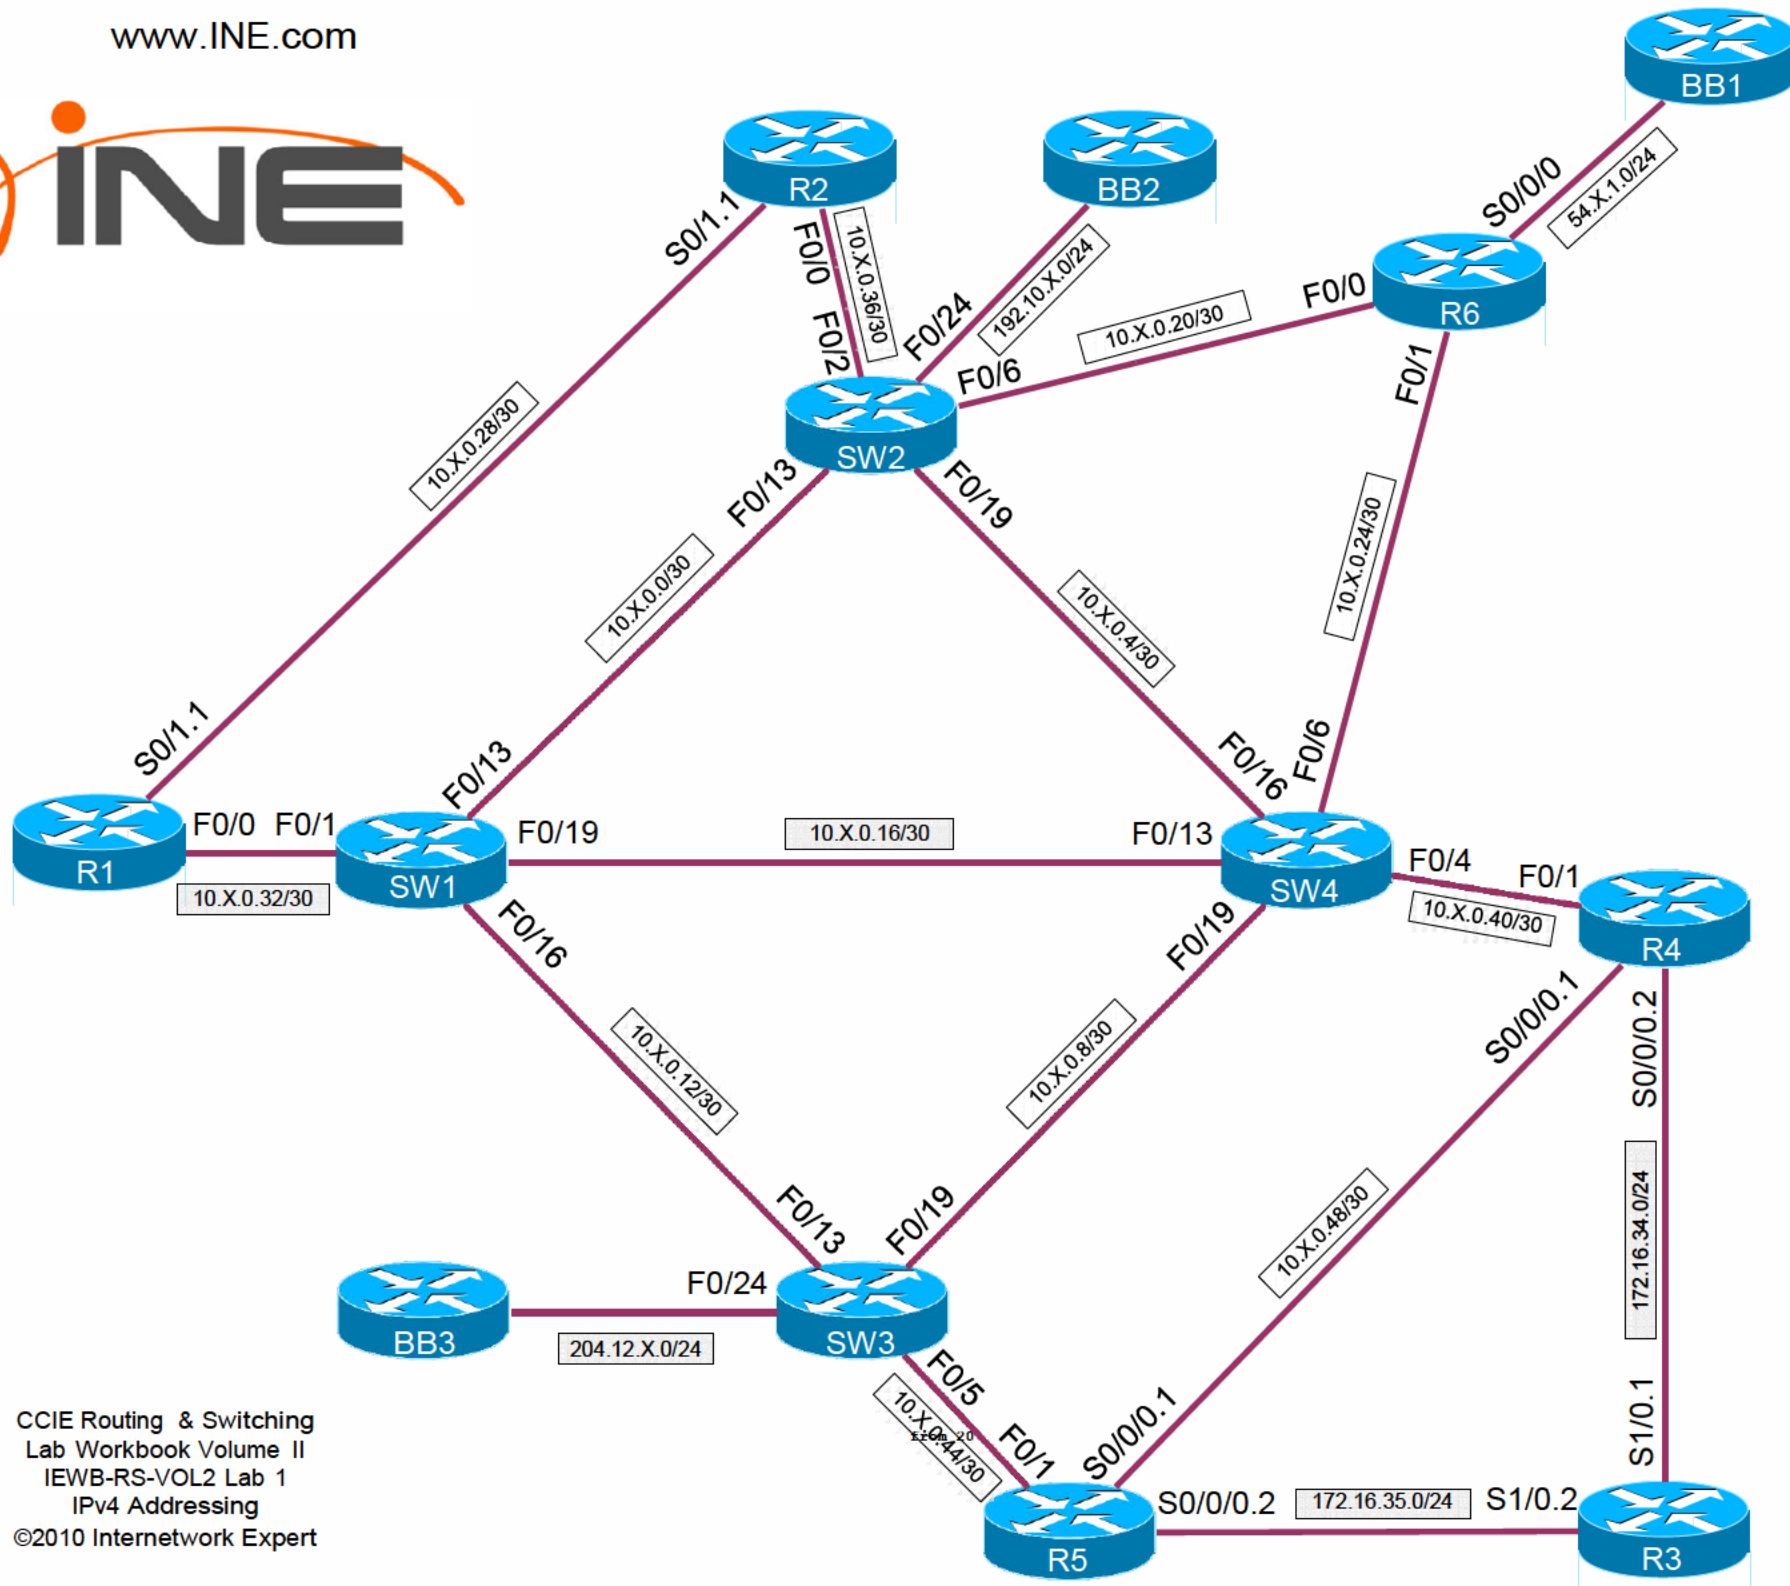 www.INE.com
iNE
BB1
R2
BB2
S0/0/0
54.X.1.0/24
S0/1.1
F0/0
10.X.0.36/30
F0/2
F0/24
192.10.X.0/24
F0/0
R6
10.X.0.20/30
F0/6
F0/1
SW2
10.X.0.28/30
F0/13
F0/19
10.X.0.24/30
10.X.0.0/30
10.X.0.4/30
S0/1.1
F0/13
F0/16
F0/6
R1
F0/0
F0/1
10.X.0.32/30
SW1
F0/19
10.X.0.16/30
F0/13
SW4
F0/4
F0/1
10.X.0.40/30
R4
F0/16
F0/19
S0/0/0.1
S0/0/0.2
10.X.0.12/30
10.X.0.8/30
172.16.34.0/24
10.X.0.48/30
F0/13
F0/19
BB3
F0/24
204.12.X.0/24
SW3
F0/5
10.X.0.44/30
from 20
F0/1
S0/0/0.1
S1/0.1
R5
S0/0/0.2
172.16.35.0/24
S1/0.2
R3
CCIE Routing & Switching
Lab Workbook Volume II
IEWB-RS-VOL2 Lab 1
IPv4 Addressing
©2010 Internetwork Expert